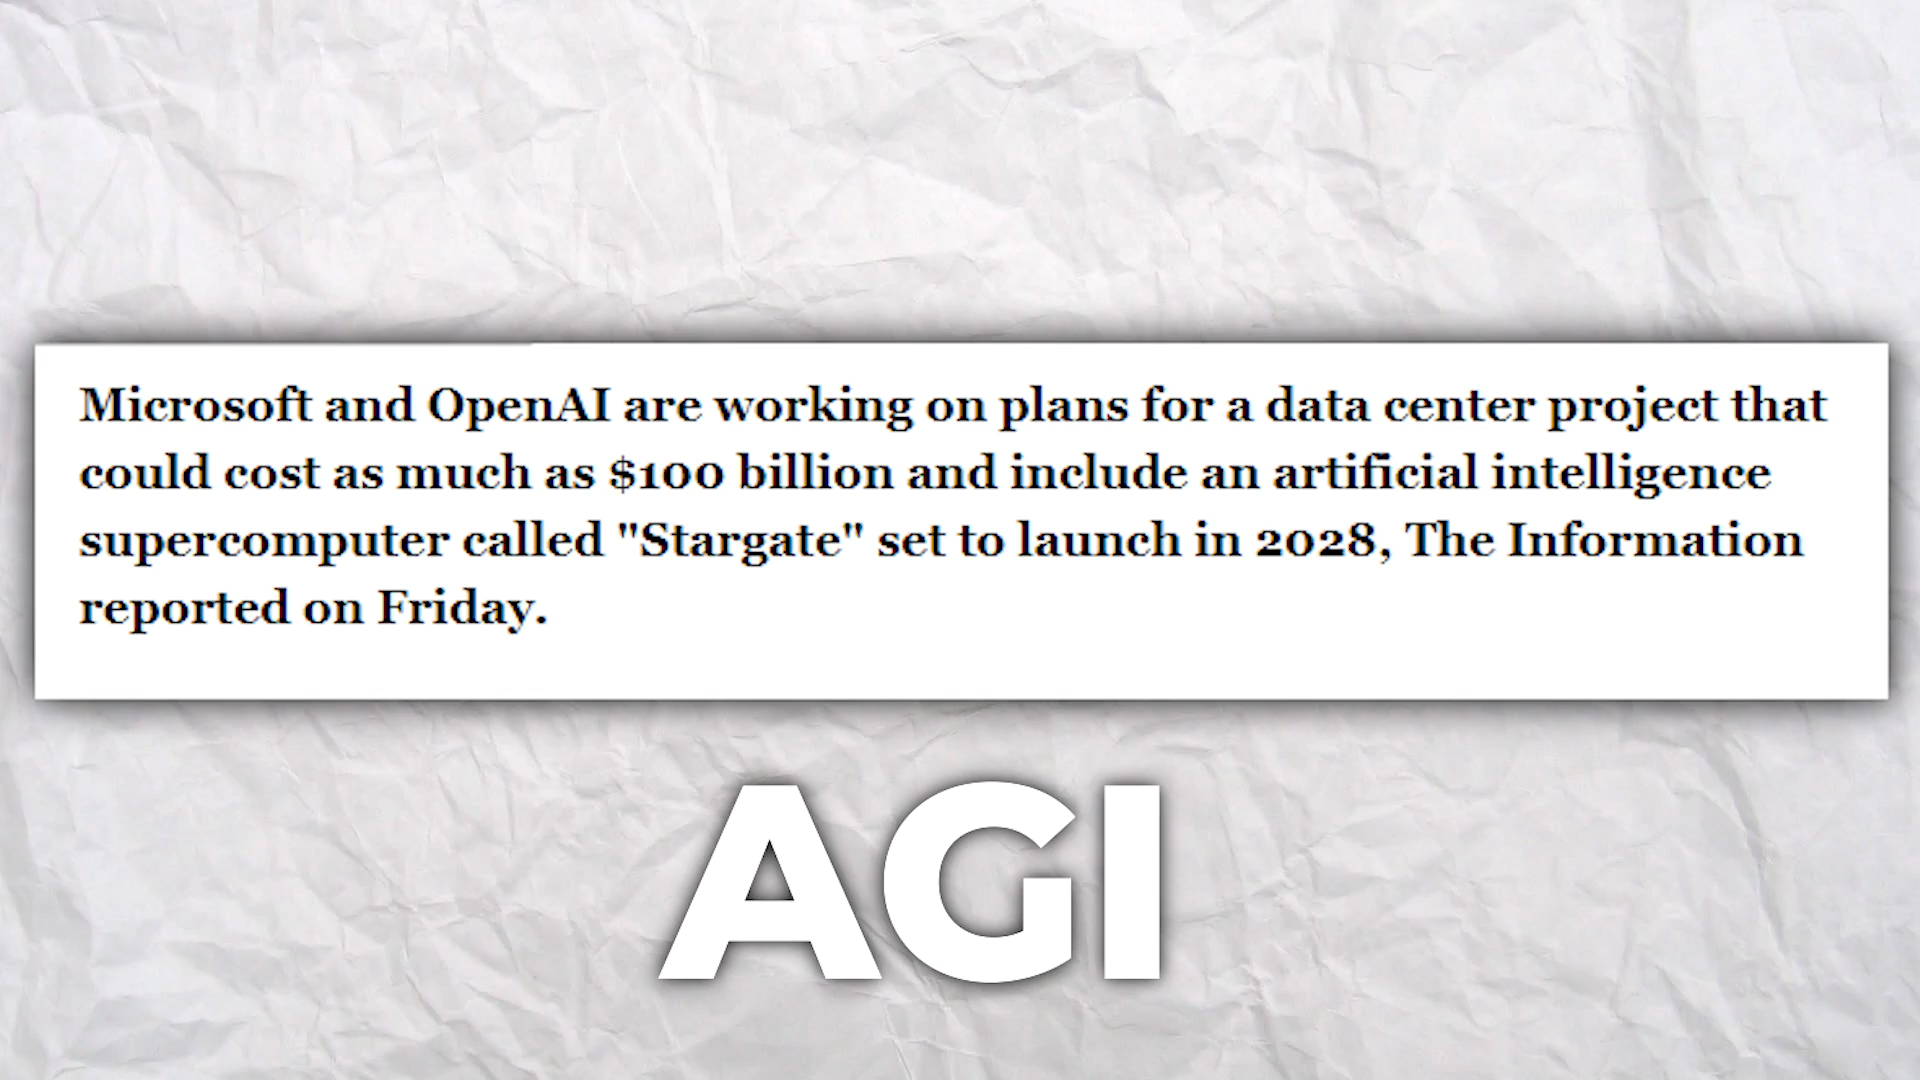 Microsoft and OpenAI are working on plans for a data center project that
could cost as much as $100 billion and include an artificial intelligence
supercomputer called "Stargate" set to launch in 2028, The Information
reported on Friday.
AGI